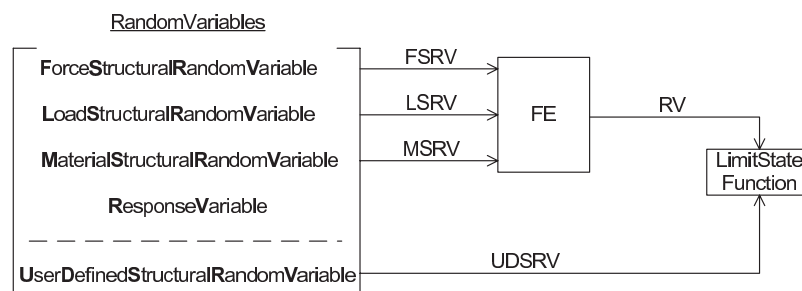 RandomVariables
ForceStructuralRandomVariable
FSRV
LoadStructuralRandomVariable
LSRV
MaterialStructuralRandomVariable
MSRV
FE
RV
LimitState
Function
ResponseVariable
UserDefinedStructuralRandomVariable
UDSRV